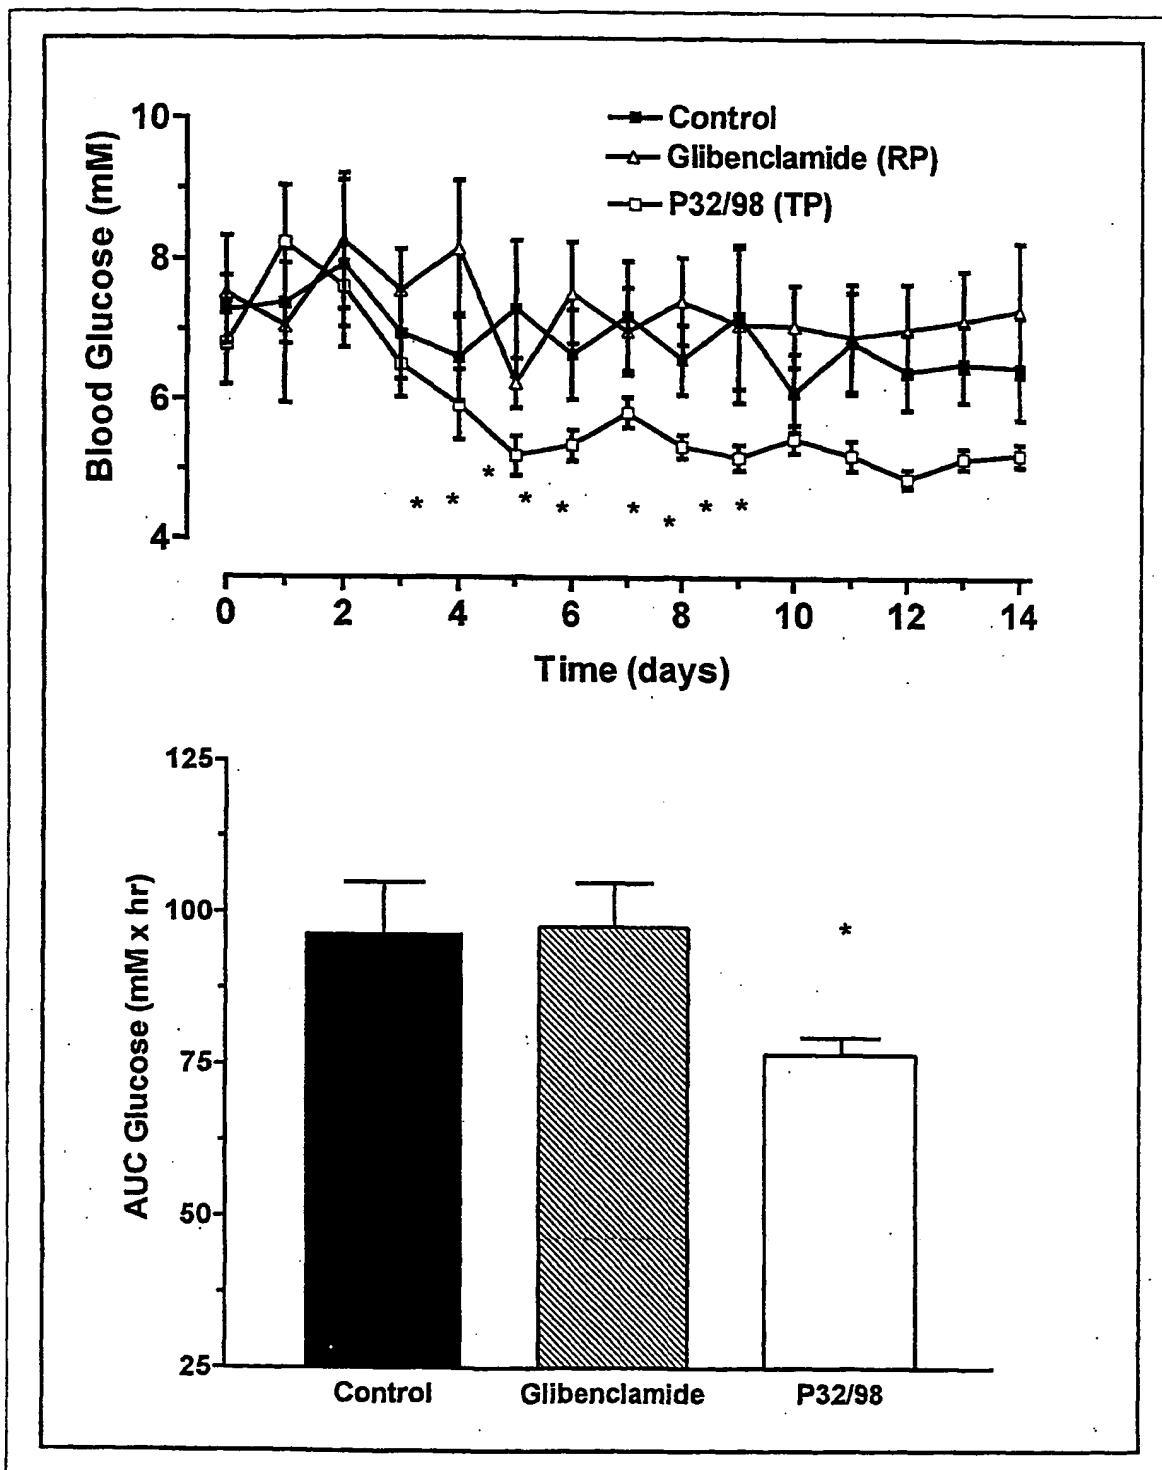 10
8
6
4
Blood Glucose (mM)
Control
Glibenclamide (RP)
P32/98 (TP)
* * * * * * * * *
0 2 4 6 8 10 12 14
Time (days)
125
100
75
50
25
AUC Glucose (mM x hr)
*
Control Glibenclamide P32/98